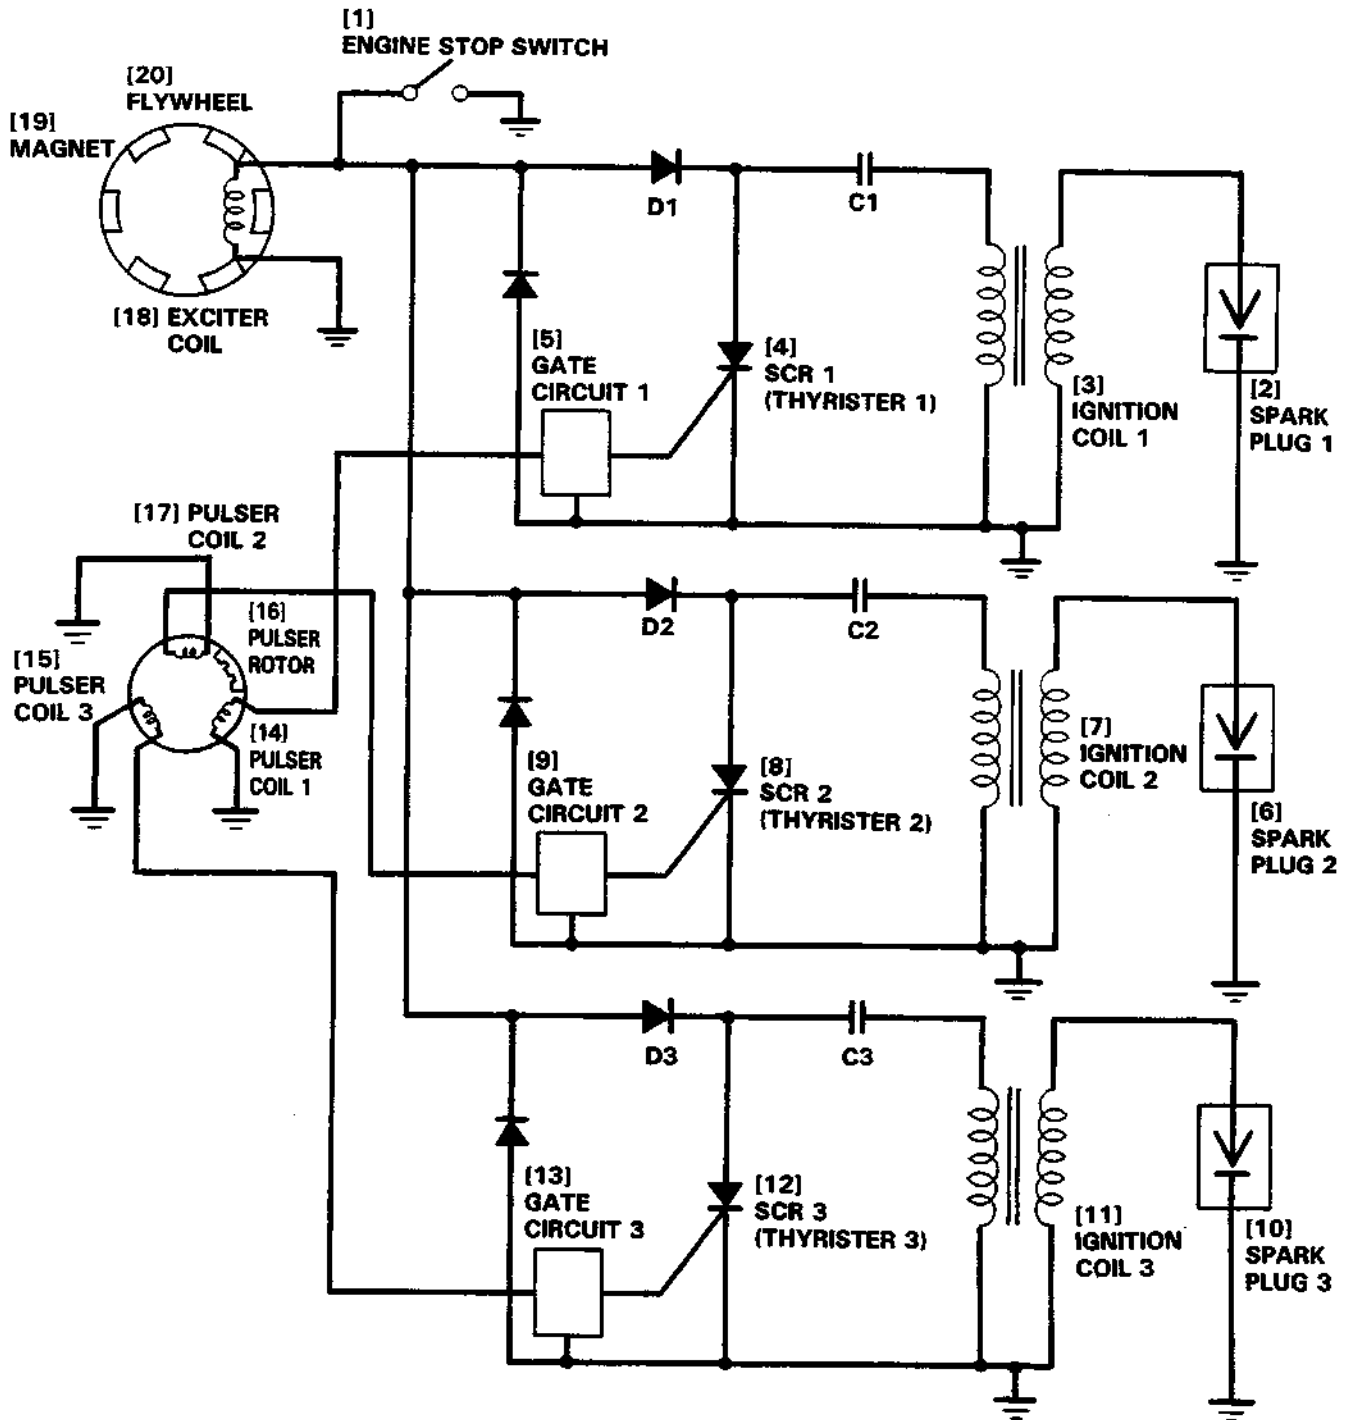 [1]
ENGINE STOP SWITCH
[20]
FLYWHEEL
[19]
MAGNET
D1
C1
[18] EXCITER
COIL
[5]
GATE
CIRCUIT 1
[4]
SCR 1
(THYRISTER 1)
[3]
IGNITION
COIL 1
[2]
SPARK
PLUG 1
[17] PULSER
COIL 2
[16]
PULSER
ROTOR
[15]
PULSER
COIL 3
[14]
PULSER
COIL 1
D2
C2
[9]
GATE
CIRCUIT 2
[8]
SCR 2
(THYRISTER 2)
[7]
IGNITION
COIL 2
[6]
SPARK
PLUG 2
D3
C3
[13]
GATE
CIRCUIT 3
[12]
SCR 3
(THYRISTER 3)
[11]
IGNITION
COIL 3
[10]
SPARK
PLUG 3